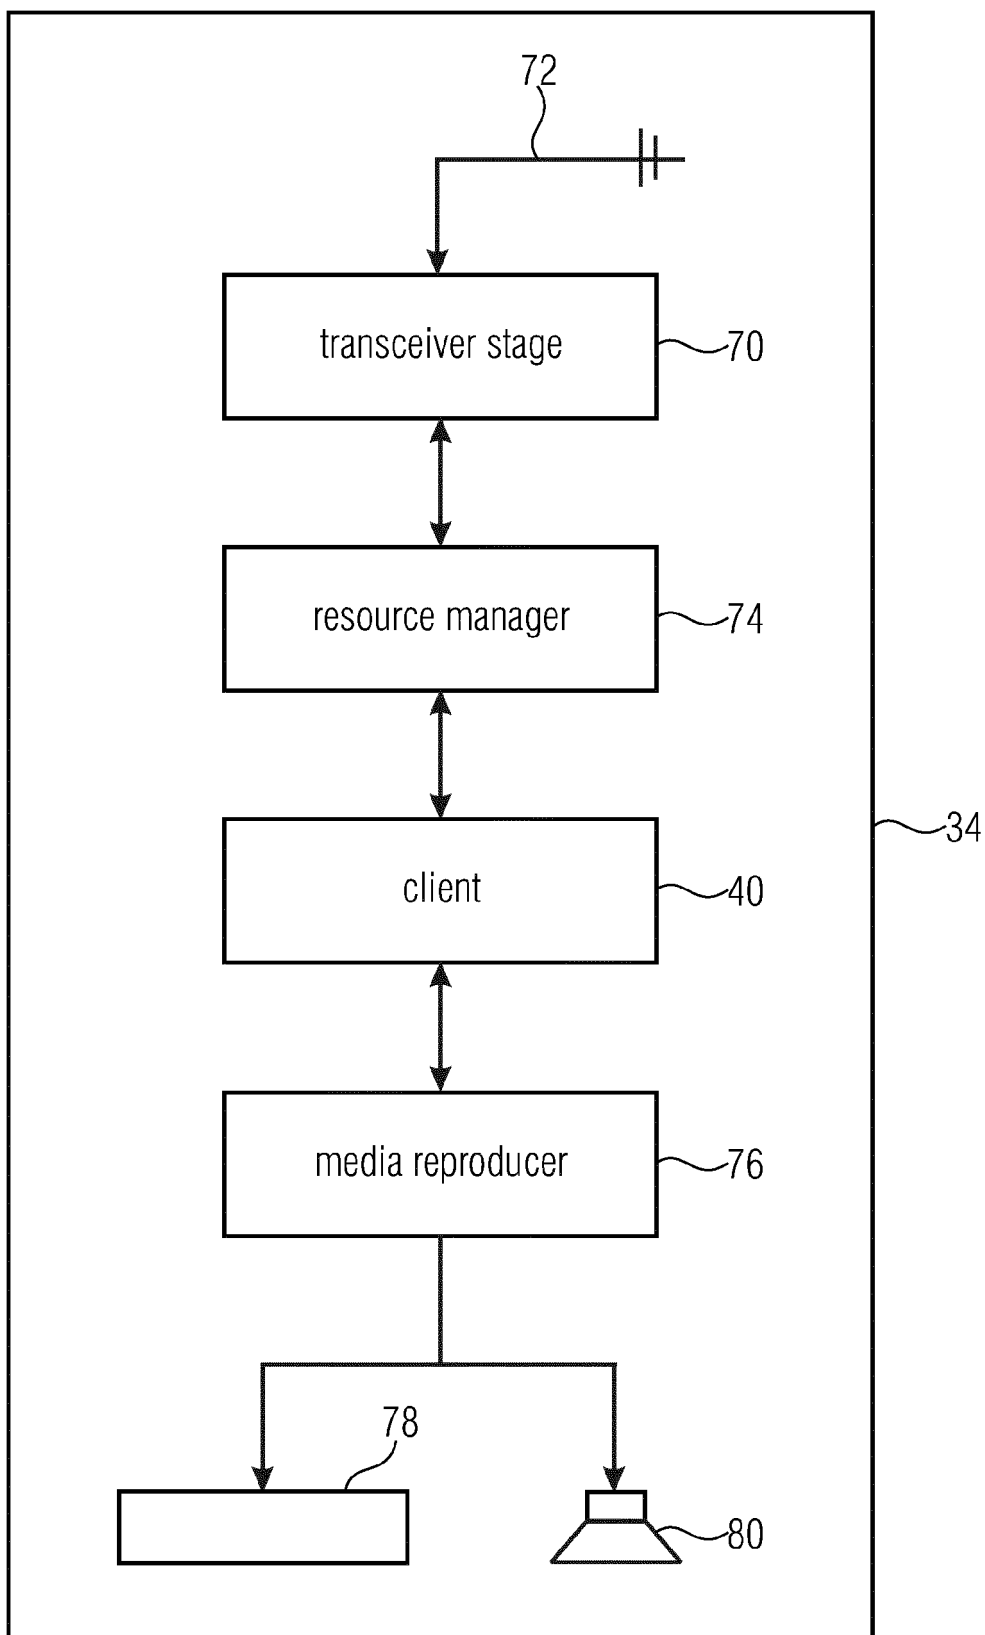 72
transceiver stage
70
resource manager
74
34
client
40
media reproducer
76
78
80